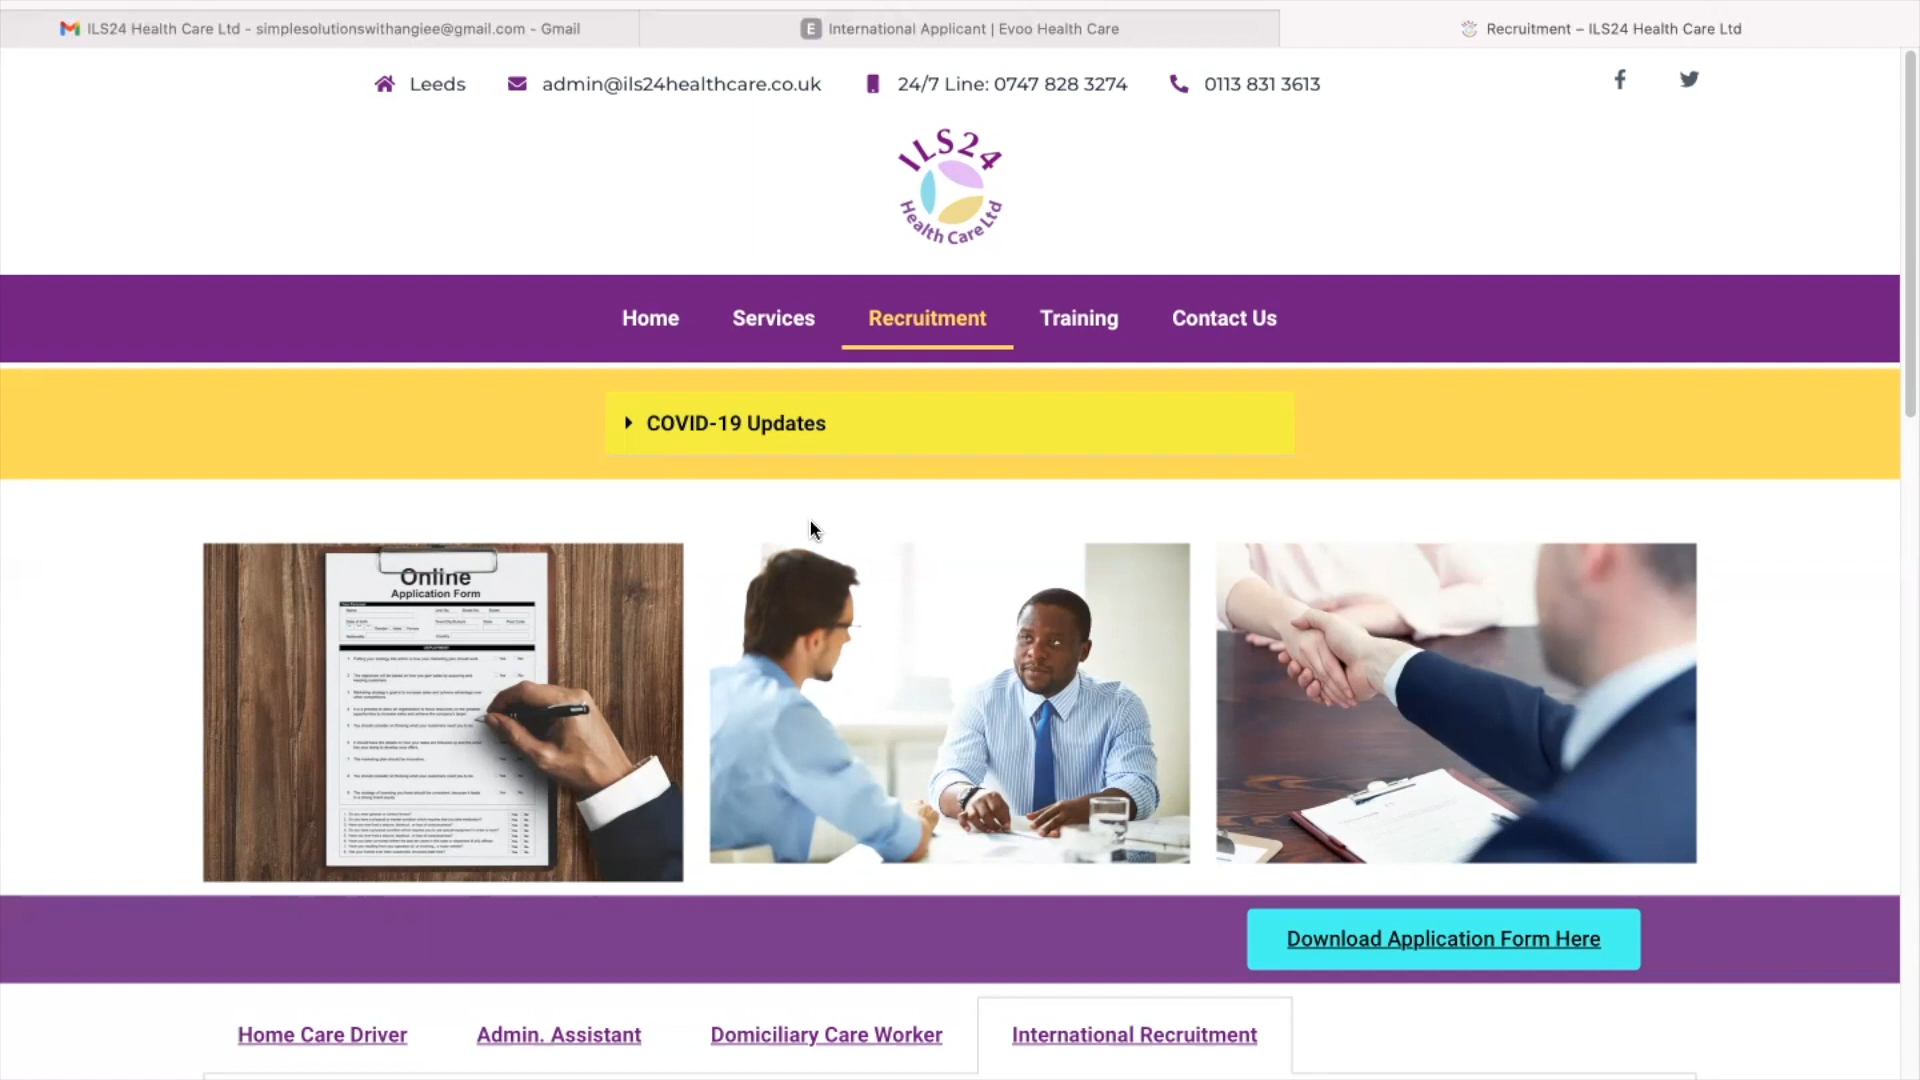 ILS24 Health Care Ltd - simplesolutionswithangiee@gmail.com - Gmail
E International Applicant | Evoo Health Care
Recruitment – ILS24 Health Care Ltd
Leeds
admin@ils24healthcare.co.uk
24/7 Line: 0747 828 3274
0113 831 3613
ILS24
Health Care Ltd
Home
Services
Recruitment
Training
Contact Us
COVID-19 Updates
Online
Application Form
Download Application Form Here
Home Care Driver
Admin. Assistant
Domiciliary Care Worker
International Recruitment